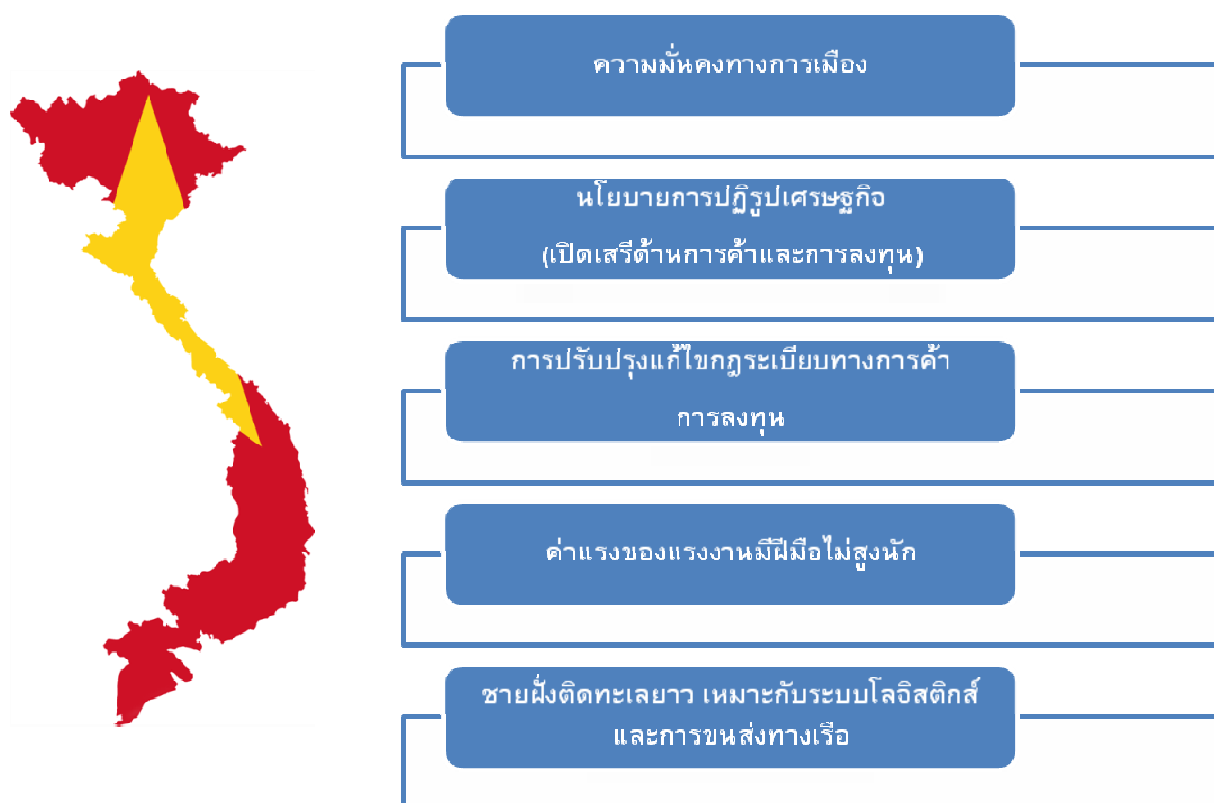 ความมั่นคงทางการเมือง
นโยบายการปฏิรูปเศรษฐกิจ
(เปิดเสรีด้านการค้าและการลงทุน)
การปรับปรุงแก้ไขกฎระเบียบทางการค้า
การลงทุน
ค่าแรงของแรงงานมีฝีมือไม่สูงนัก
ชายฝั่งติดทะเลยาว เหมาะกับระบบโลจิสติกส์
และการขนส่งทางเรือ